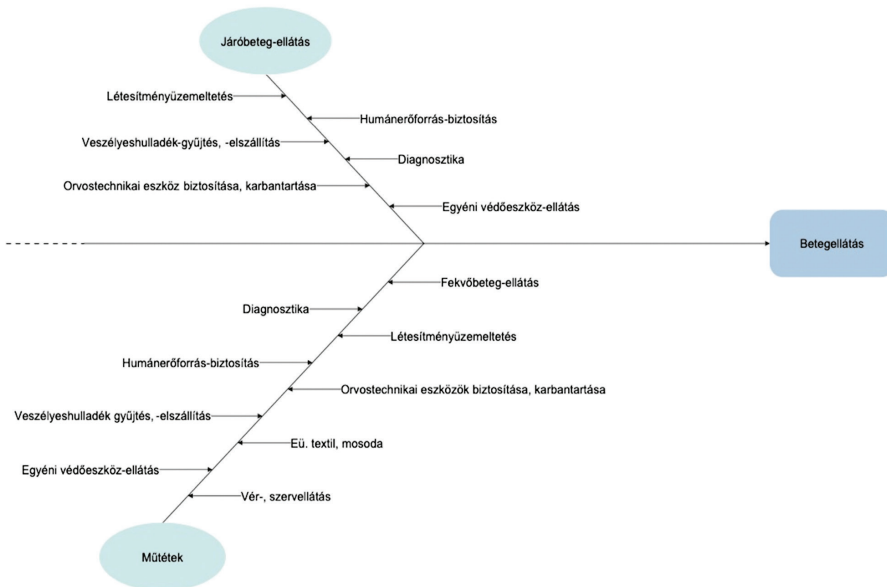 Járóbeteg-ellátás
Létesítményüzemeltetés
Humánerőforrás-biztosítás
Veszélyeshulladék-gyűjtés, -elszállítás
Diagnosztika
Orvostechnikai eszköz biztosítása, karbantartása
Egyéni védőeszköz-ellátás
Betegellátás
Fekvőbeteg-ellátás
Diagnosztika
Létesítményüzemeltetés
Humánerőforrás-biztosítás
Orvostechnikai eszközök biztosítása, karbantartása
Veszélyeshulladék gyűjtés, -elszállítás
Eü. textil, mosoda
Egyéni védőeszköz-ellátás
Vér-, szervellátás
Műtétek